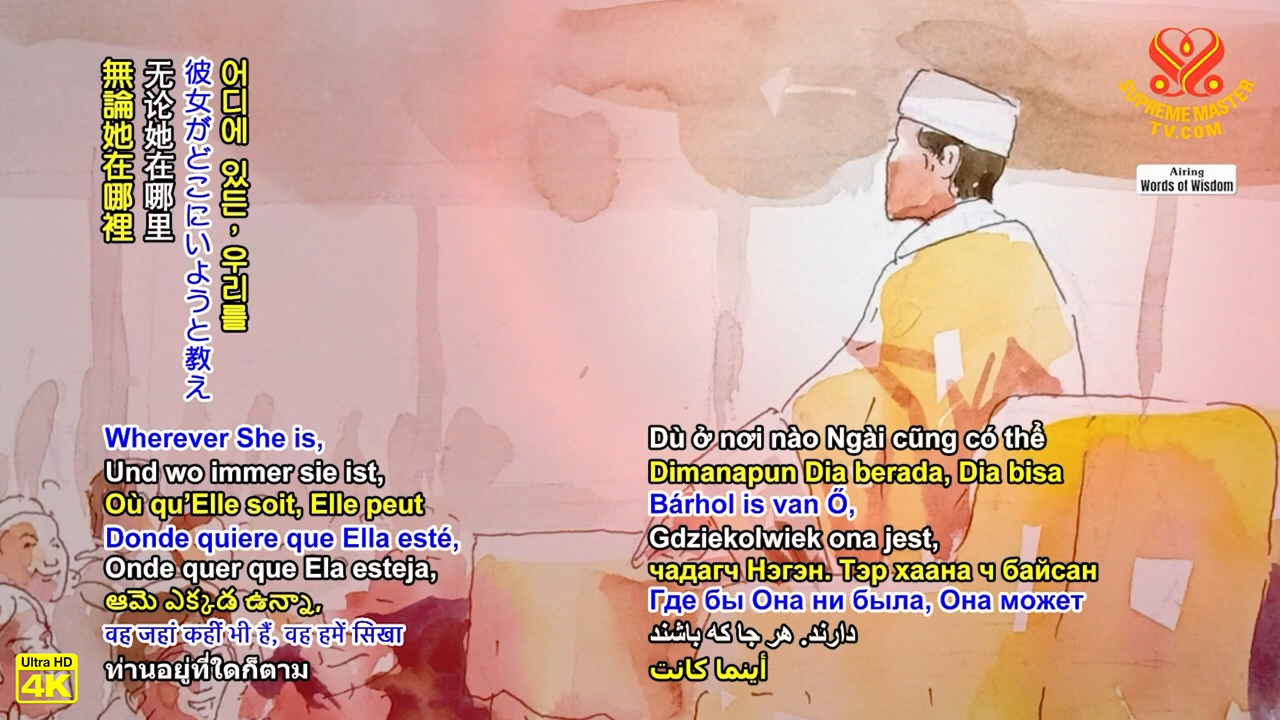 無論她在哪裡
无论她在哪里
彼女がどこにいようと教え
어디에 있든, 우리를
SUPREME MASTER
TV.COM
Airing
Words of Wisdom
Wherever She is,
Und wo immer sie ist,
Où qu’Elle soit, Elle peut
Donde quiere que Ella esté,
Onde quer que Ela esteja,
ఆమె ఎక్కడ ఉన్నా,
वह जहां कहीं भी हैं, वह हमें सिखा
ท่านอยู่ที่ใดก็ตาม
Dù ở nơi nào Ngài cũng có thể
Dimanapun Dia berada, Dia bisa
Bárhol is van Ő,
Gdziekolwiek ona jest,
чадагч Нэгэн. Тэр хаана ч байсан
Где бы Она ни была, Она может
دارند. هر جا که باشند
أينما كانت
Ultra HD
4K